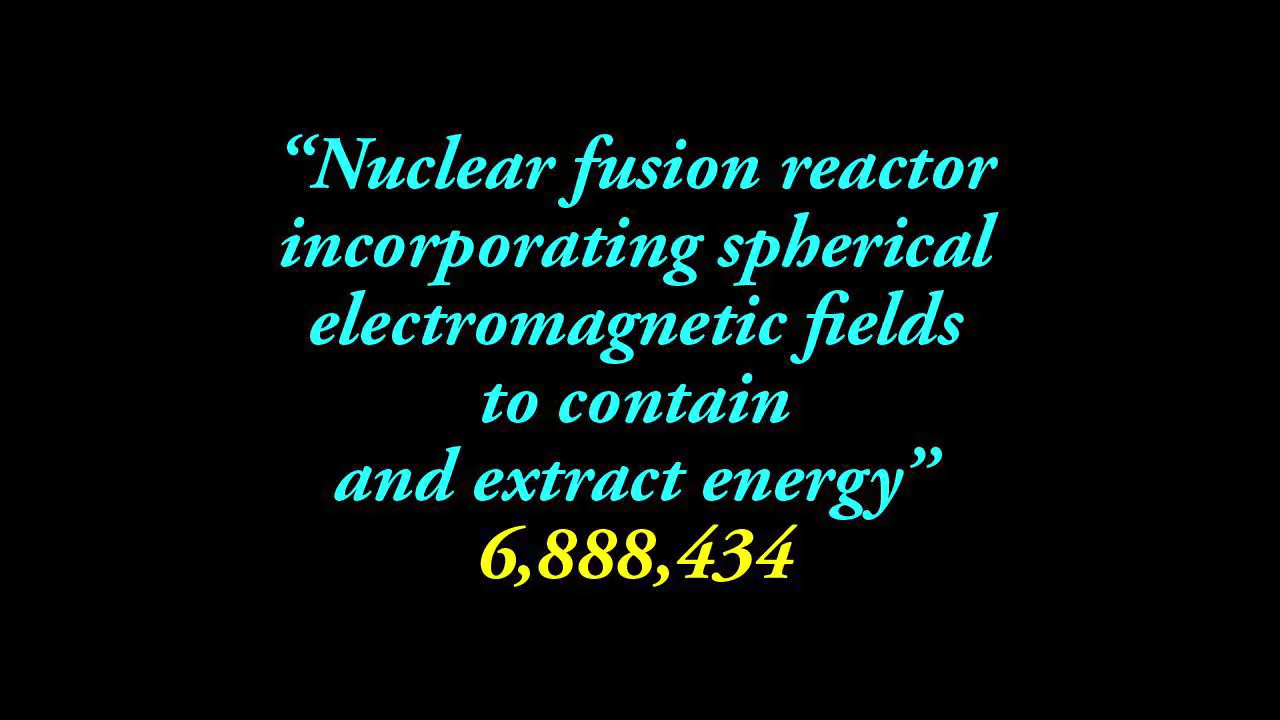 “Nuclear fusion reactor
incorporating spherical
electromagnetic fields
to contain
and extract energy”
6,888,434